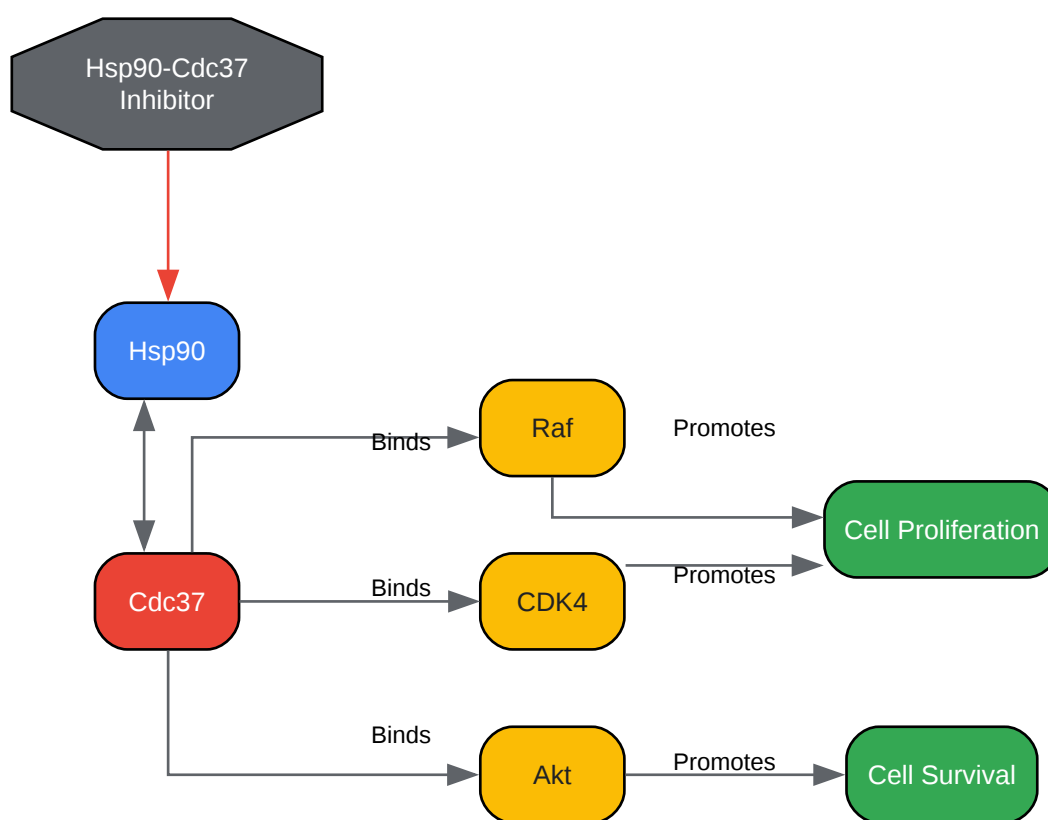 Hsp90-Cdc37
Inhibitor
Hsp90
Binds
Raf
Promotes
Cell Proliferation
Cdc37
Binds
CDK4
Promotes
Binds
Akt
Promotes
Cell Survival